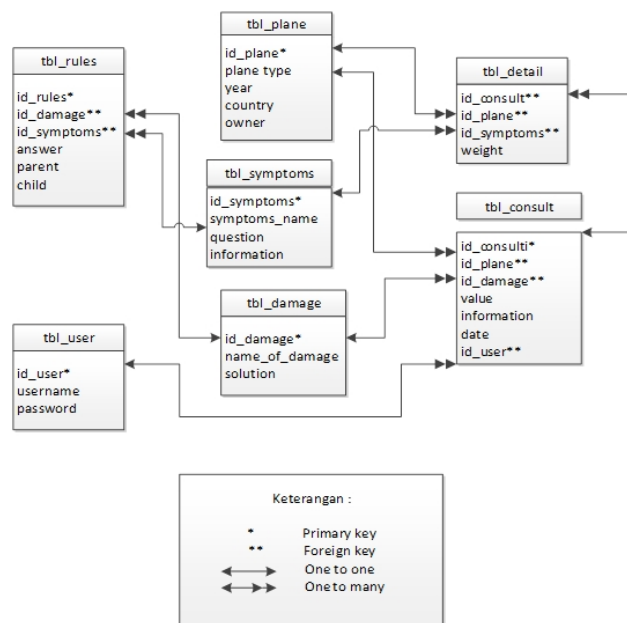 tbl_plane
id_plane*
plane type
year
country
owner
tbl_rules
id_rules*
id_damage**
id_symptoms**
answer
parent
child
tbl_detail
id_consult**
id_plane**
id_symptoms**
weight
tbl_symptoms
id_symptoms*
symptoms_name
question
information
tbl_consult
id_consulti*
id_plane**
id_damage**
value
information
date
id_user**
tbl_damage
id_damage*
name_of_damage
solution
tbl_user
id_user*
username
password
Keterangan :
* Primary key
** Foreign key
One to one
One to many